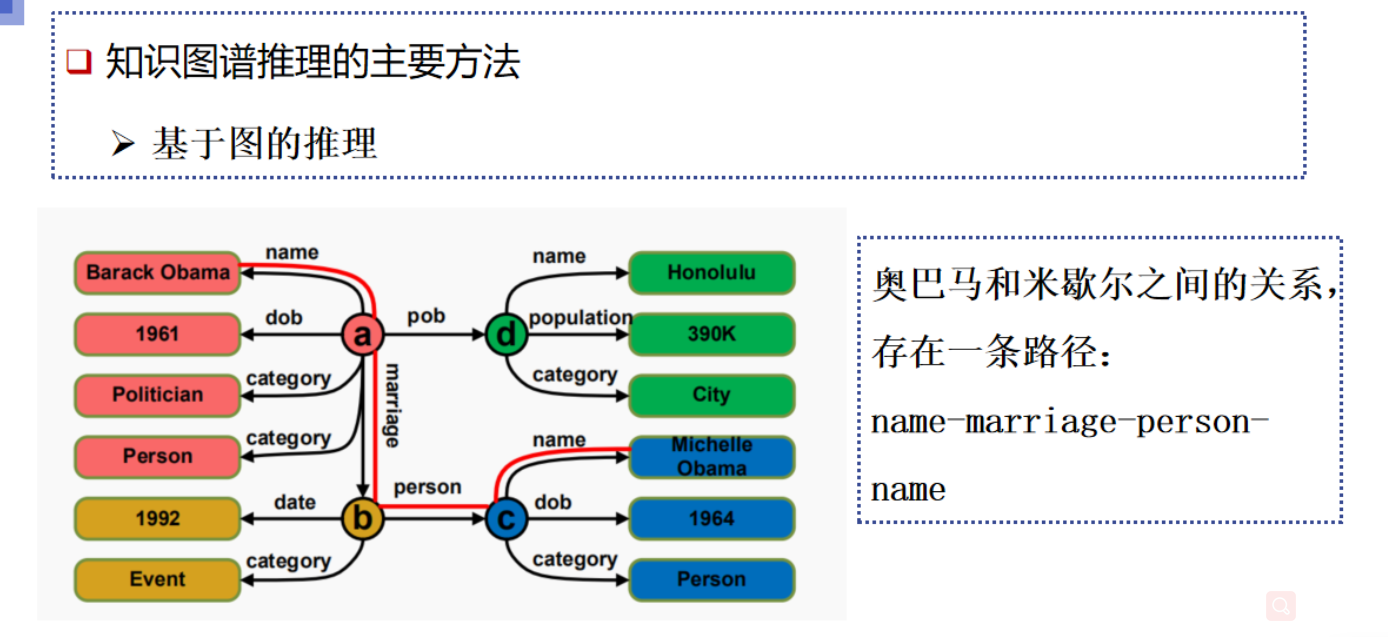 知识图谱推理的主要方法
基于图的推理
name
Barack Obama
dob
1961
category
Politician
category
Person
date
1992
category
Event
a
pob
marriage
b
person
d
c
name
Honolulu
population
390K
category
City
name
Michelle
Obama
dob
1964
category
Person
奥巴马和米歇尔之间的关系，
存在一条路径：
name-marriage-person-
name